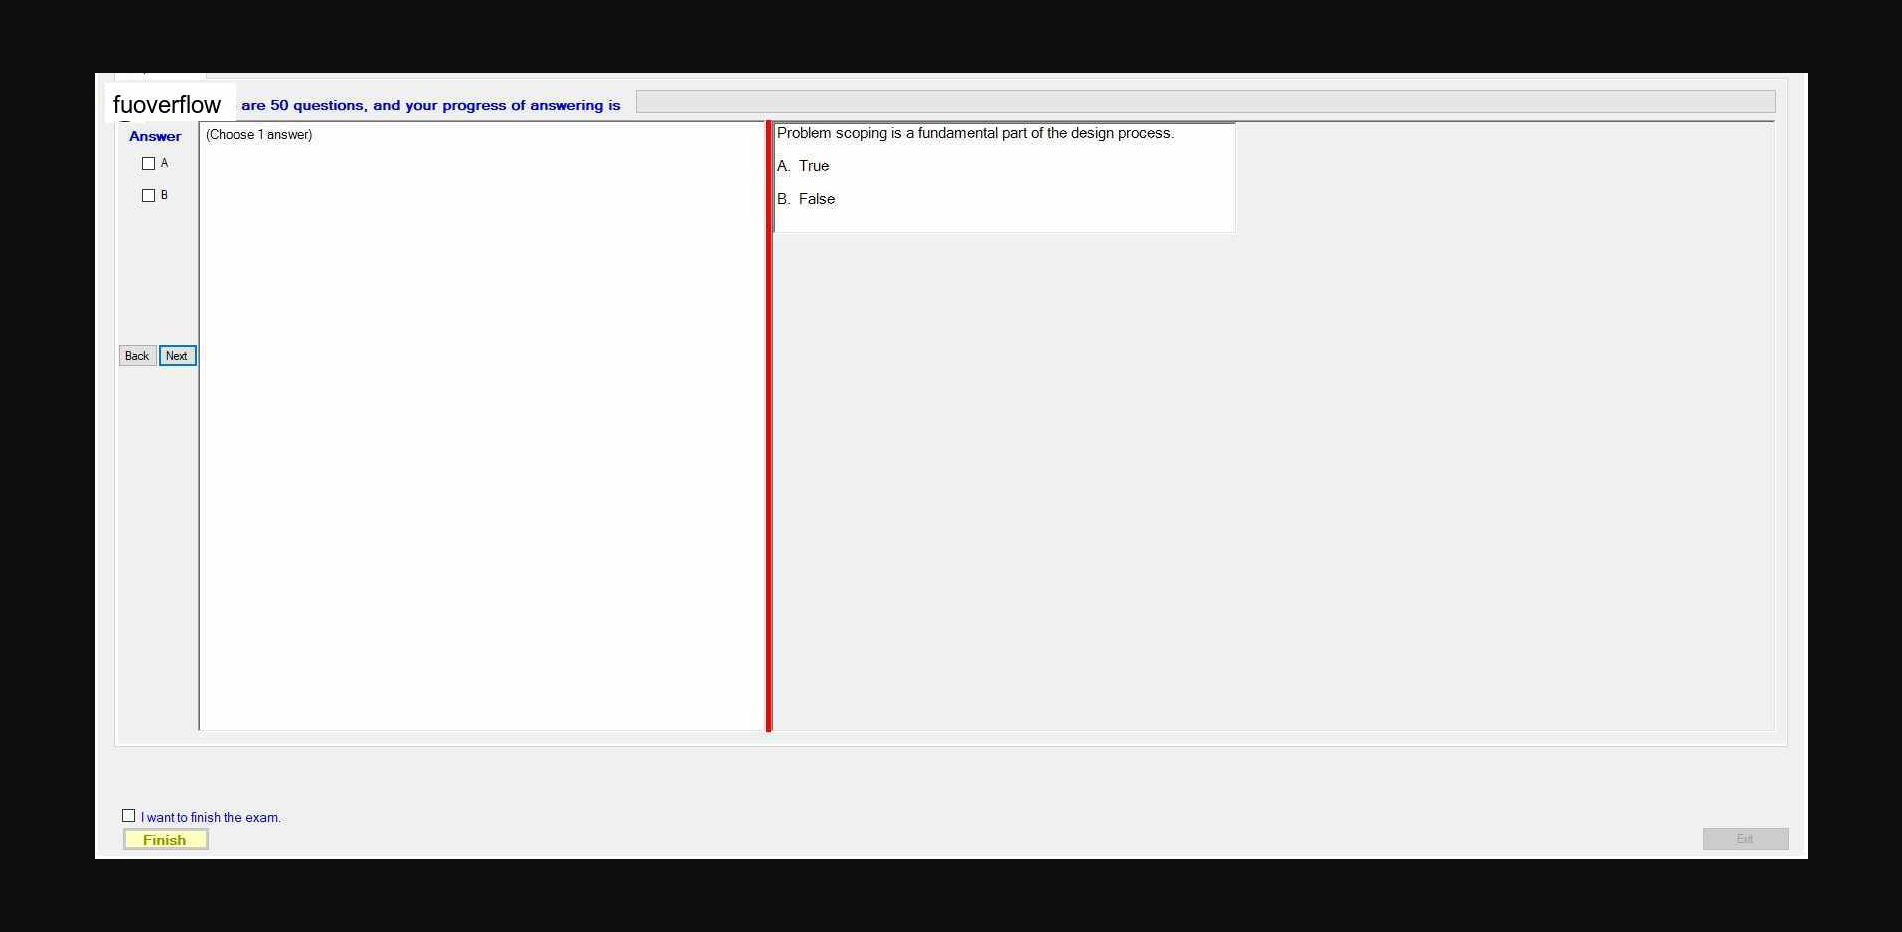 fuoverflow are 50 questions, and your progress of answering is
Answer
(Choose 1 answer)
A
B
Problem scoping is a fundamental part of the design process.
A. True
B. False
Back Next
I want to finish the exam.
Finish
Exit